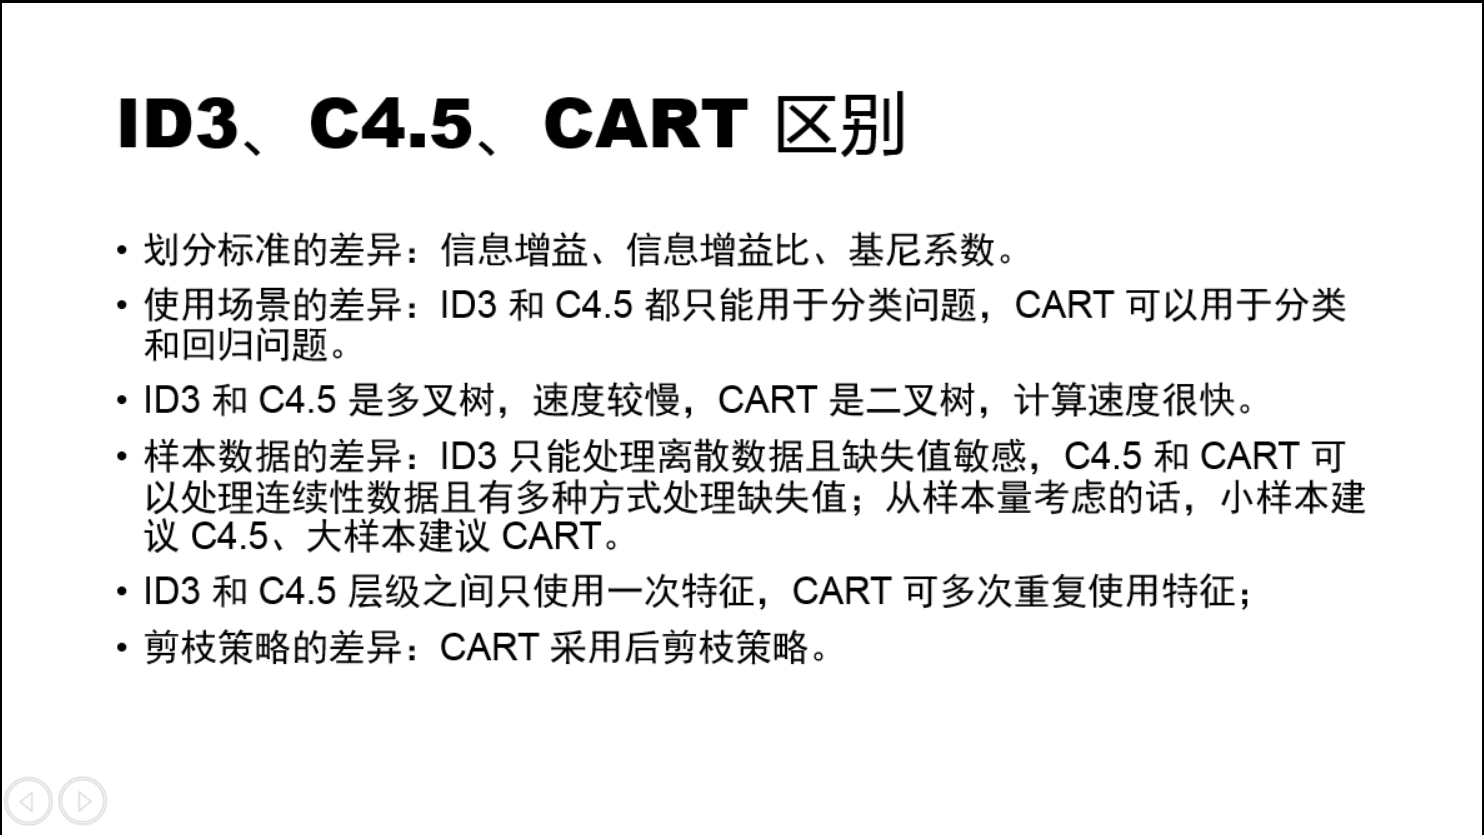 ID3、C4.5、CART 区别
• 划分标准的差异：信息增益、信息增益比、基尼系数。
• 使用场景的差异：ID3 和 C4.5 都只能用于分类问题，CART 可以用于分类
和回归问题。
• ID3 和 C4.5 是多叉树，速度较慢，CART 是二叉树，计算速度很快。
• 样本数据的差异：ID3 只能处理离散数据且缺失值敏感，C4.5 和 CART 可
以处理连续性数据且有多种方式处理缺失值；从样本量考虑的话，小样本建
议 C4.5、大样本建议 CART。
• ID3 和 C4.5 层级之间只使用一次特征，CART 可多次重复使用特征；
• 剪枝策略的差异：CART 采用后剪枝策略。